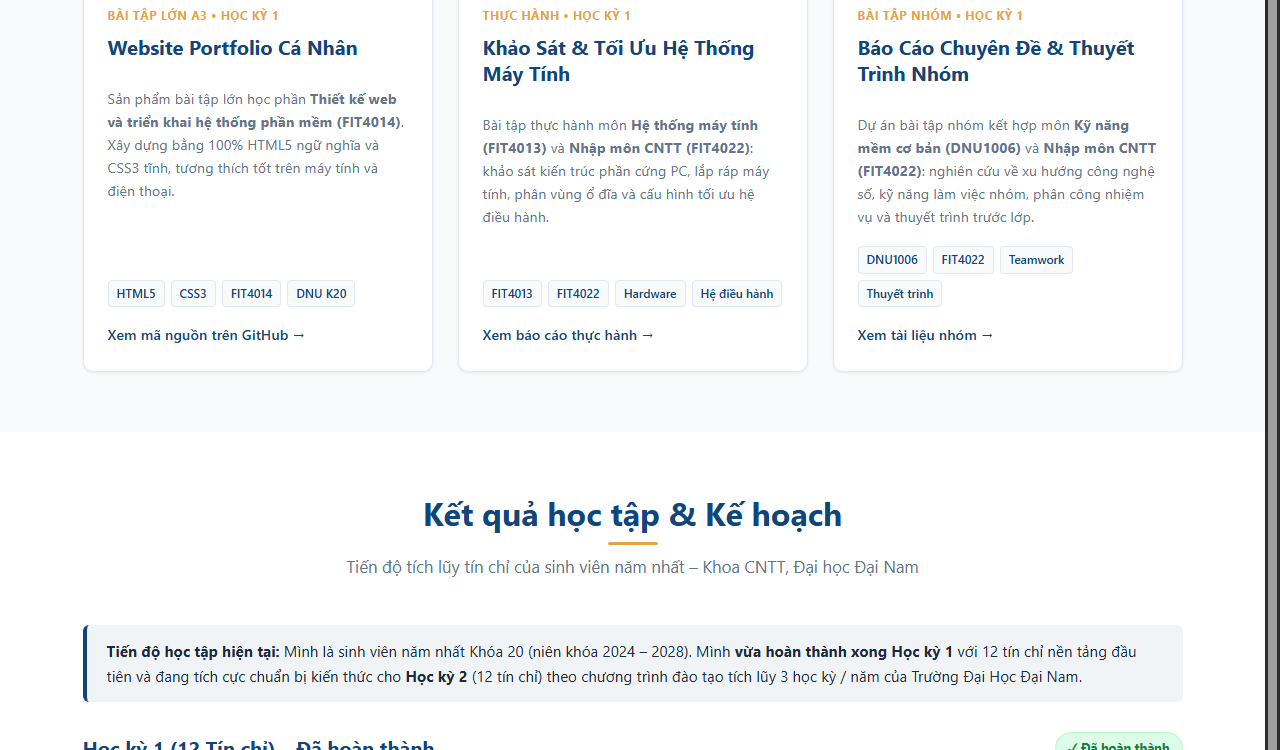 BÀI TẬP LỚN A3 • HỌC KỲ 1
Website Portfolio Cá Nhân
Sản phẩm bài tập lớn học phần Thiết kế web
và triển khai hệ thống phần mềm (FIT4014).
Xây dựng bằng 100% HTML5 ngữ nghĩa và
CSS3 tĩnh, tương thích tốt trên máy tính và
điện thoại.
HTML5 CSS3 FIT4014 DNU K20
Xem mã nguồn trên GitHub →
THỰC HÀNH • HỌC KỲ 1
Khảo Sát & Tối Ưu Hệ Thống
Máy Tính
Bài tập thực hành môn Hệ thống máy tính
(FIT4013) và Nhập môn CNTT (FIT4022):
khảo sát kiến trúc phần cứng PC, lắp ráp máy
tính, phân vùng ổ đĩa và cấu hình tối ưu hệ
điều hành.
FIT4013 FIT4022 Hardware Hệ điều hành
Xem báo cáo thực hành →
BÀI TẬP NHÓM • HỌC KỲ 1
Báo Cáo Chuyên Đề & Thuyết
Trình Nhóm
Dự án bài tập nhóm kết hợp môn Kỹ năng
mềm cơ bản (DNU1006) và Nhập môn CNTT
(FIT4022): nghiên cứu về xu hướng công nghệ
số, kỹ năng làm việc nhóm, phân công nhiệm
vụ và thuyết trình trước lớp.
DNU1006 FIT4022 Teamwork
Thuyết trình
Xem tài liệu nhóm →
Kết quả học tập & Kế hoạch
Tiến độ tích lũy tín chỉ của sinh viên năm nhất – Khoa CNTT, Đại học Đại Nam
Tiến độ học tập hiện tại: Mình là sinh viên năm nhất Khóa 20 (niên khóa 2024 – 2028). Mình vừa hoàn thành xong Học kỳ 1 với 12 tín chỉ nền tảng đầu
tiên và đang tích cực chuẩn bị kiến thức cho Học kỳ 2 (12 tín chỉ) theo chương trình đào tạo tích lũy 3 học kỳ / năm của Trường Đại Học Đại Nam.
Học kỳ 1 (12 Tín chỉ) – Đã hoàn thành
✓ Đã hoàn thành